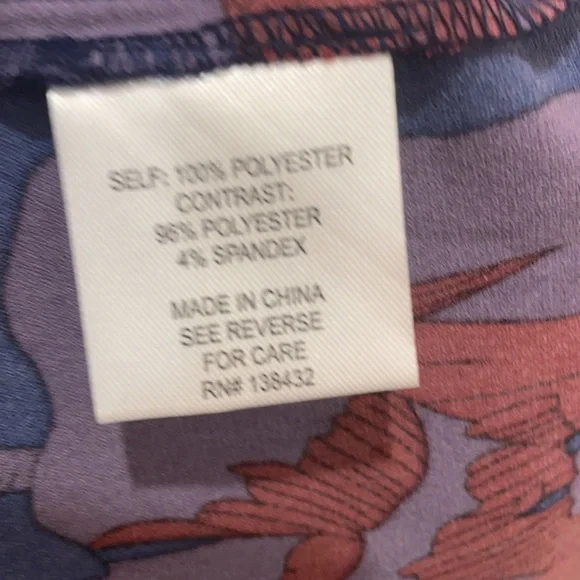 SELF: 100% POLYESTER
CONTRAST:
96% POLYESTER
4% SPANDEX
MADE IN CHINA
SEE REVERSE
FOR CARE
RN# 138432